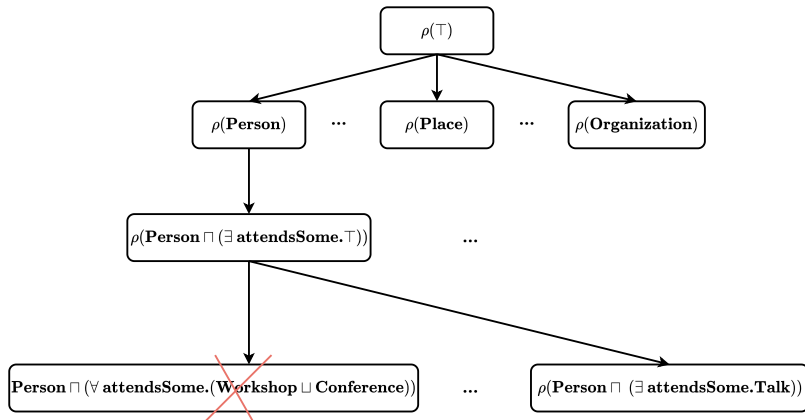 ρ(⊤)
ρ(Person) ... ρ(Place) ... ρ(Organization)
ρ(Person ⊓ (∃ attendsSome.⊤)) ...
Person ⊓ (∀ attendsSome.(Workshop ⊔ Conference)) ... ρ(Person ⊓ (∃ attendsSome.Talk))